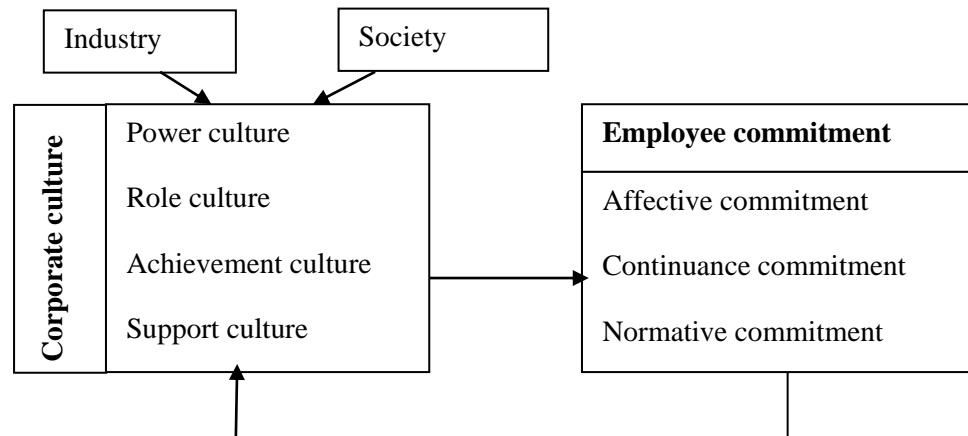 Industry
Society
Corporate culture
Power culture
Role culture
Achievement culture
Support culture
Employee commitment
Affective commitment
Continuance commitment
Normative commitment